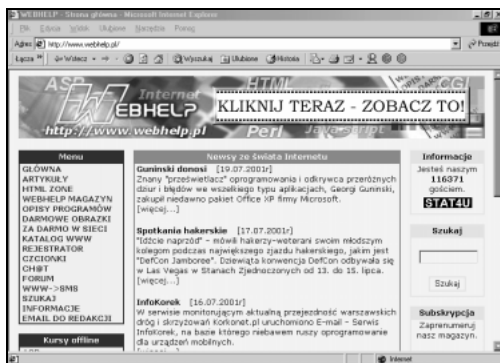 WEBHELP - Strona główna - Microsoft Internet Explorer
Plik Edycja Widok Ulubione Narzędzia Pomoc
Adres http://www.webhelp.pl/ Przejdź
Łącza Wstecz Wyszukaj Ulubione Historia
ASP Internet HTML CGI
WEBHELP
KLIKNIJ TERAZ - ZOBACZ TO!
http://www.webhelp.pl Perl Javascript
Menu
GŁÓWNA
ARTYKUŁY
HTML ZONE
WEBHELP MAGAZYN
OPISY PROGRAMÓW
DARMOWE OBRAZKI
ZA DARMO W SIECI
KATALOG WWW
REJESTRATOR
CZCIONKI
CH@T
FORUM
WWW->SMS
SZUKAJ
INFORMACJE
EMAIL DO REDAKCJI
Kursy offline
Newsy ze świata Internetu
Guninski donosi [19.07.2001r]
Znany "prześwietlacz" oprogramowania i odkrywca przeróżnych
dziur i błędów we wszelkiego typu aplikacjach, Georgi Guninski,
zakupił niedawno pakiet Office XP firmy Microsoft.
[więcej...]
Spotkania hakerskie [17.07.2001r]
"Idźcie naprzód" - mówili hakerzy-weterani swoim młodszym
kolegom podczas największego zjazdu hakerskiego, jakim jest
"DefCon Jamboree". Dziewiąta konwencja DefCon odbywała się
w Las Vegas w Stanach Zjednoczonych od 13. do 15. lipca.
[więcej...]
InfoKorek [16.07.2001r]
W serwisie monitorującym aktualną przejezdność warszawskich
dróg i skrzyżowań Korkonet.pl uruchomiono E-mail - Serwis
InfoKorek, na bazie którego niebawem ruszy oprogramowanie
dla urządzeń mobilnych.
[więcej...]
Informacje
Jesteś naszym
116371
gościem.
STAT4U
Szukaj
Szukaj
Subskrypcja
Zaprenumeruj
nasz magazyn.
Internet